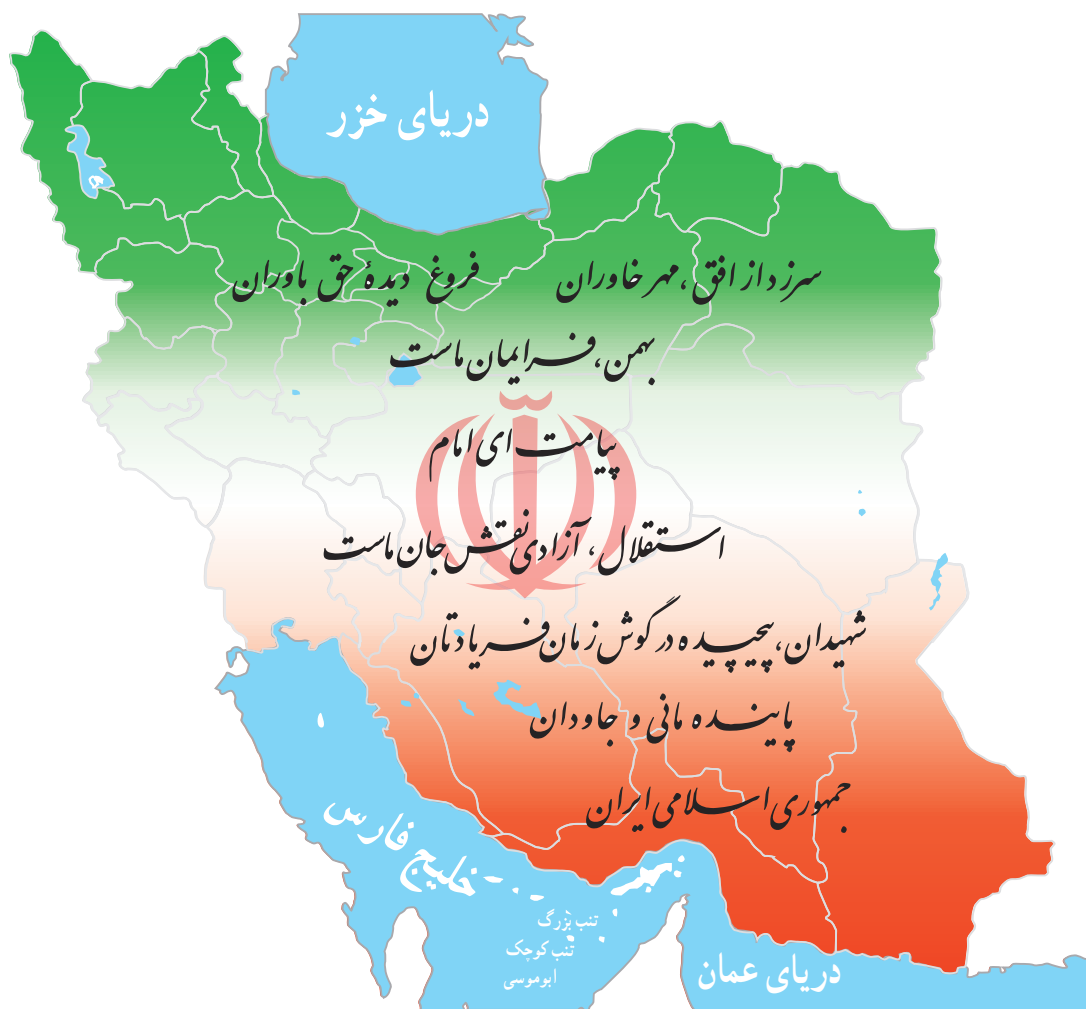 دریای خزر
سرزد از افق، مهر خاوران فروغ دیدهٔ حق باوران
بهمن، فر ایمان ماست
پیامت ای امام
استقلال، آزادی نقش جان ماست
شهیدان، پیچیده در گوش زمان فریادتان
پاینده مانی و جاودان
جمهوری اسلامی ایران
خلیج فارس
تنب بزرگ
تنب کوچک
ابوموسی
دریای عمان